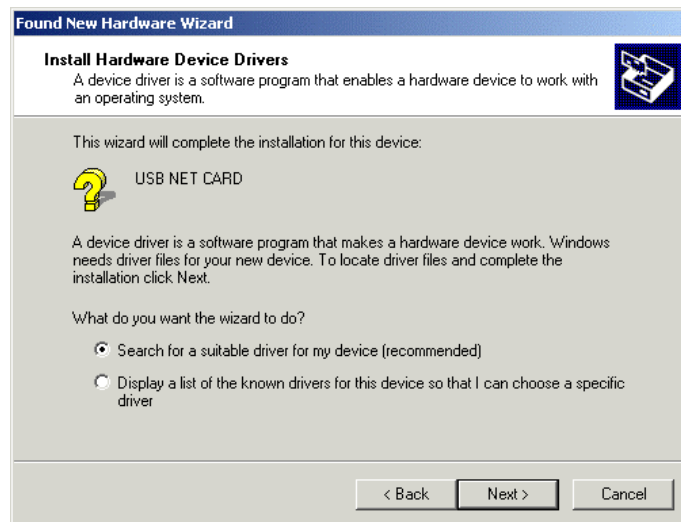 Found New Hardware Wizard
Install Hardware Device Drivers
A device driver is a software program that enables a hardware device to work with
an operating system.
This wizard will complete the installation for this device:
USB NET CARD
A device driver is a software program that makes a hardware device work. Windows
needs driver files for your new device. To locate driver files and complete the
installation click Next.
What do you want the wizard to do?
Search for a suitable driver for my device (recommended)
Display a list of the known drivers for this device so that I can choose a specific
driver
< Back Next > Cancel